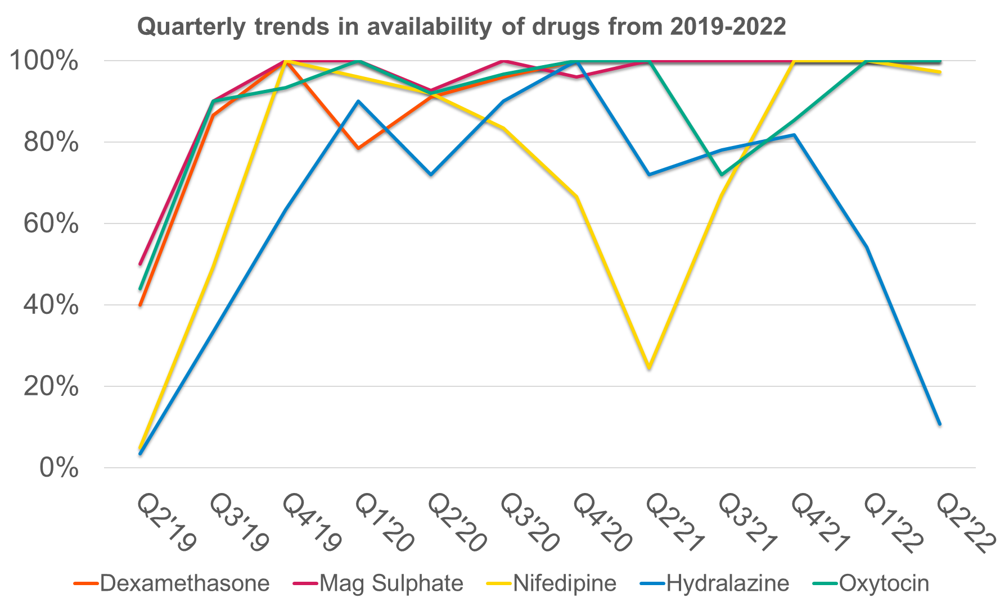 Quarterly trends in availability of drugs from 2019-2022
100%
80%
60%
40%
20%
0%
Q2'19 Q3'19 Q4'19 Q1'20 Q2'20 Q3'20 Q4'20 Q2'21 Q3'21 Q4'21 Q1'22 Q2'22
Dexamethasone Mag Sulphate Nifedipine Hydralazine Oxytocin